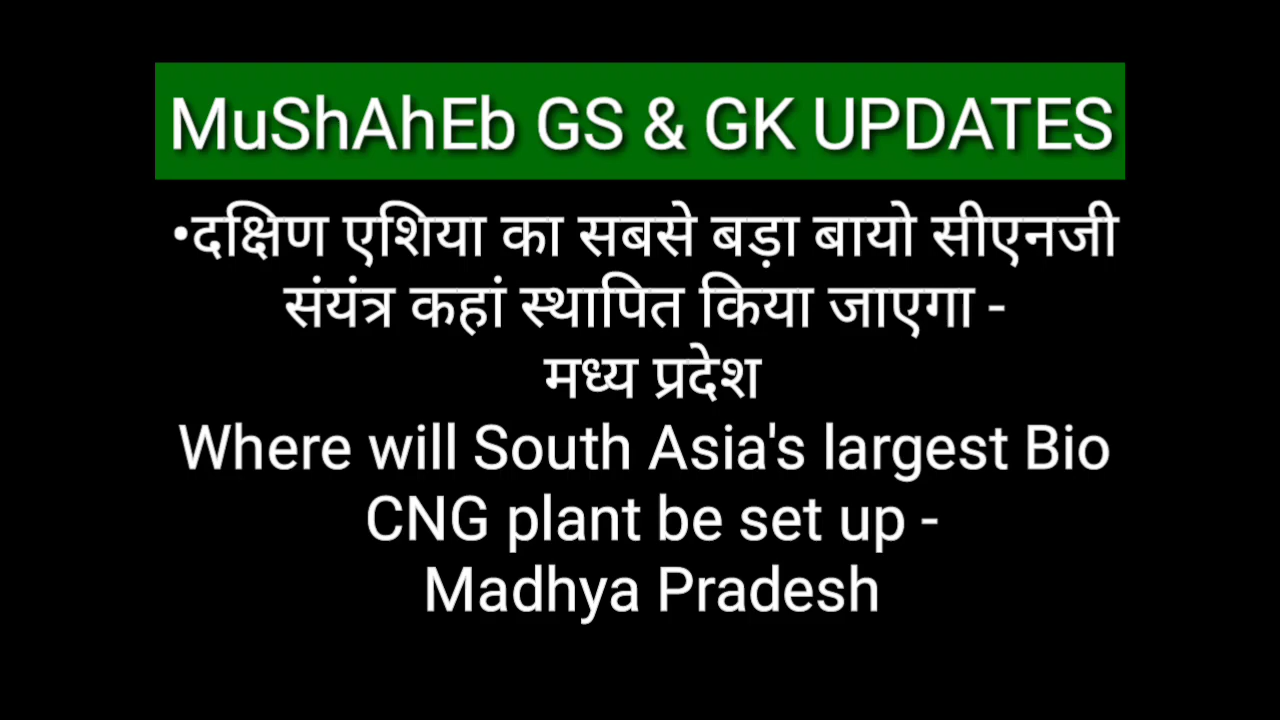 MuShAhEb GS & GK UPDATES
•दक्षिण एशिया का सबसे बड़ा बायो सीएनजी
संयंत्र कहां स्थापित किया जाएगा -
मध्य प्रदेश
Where will South Asia's largest Bio
CNG plant be set up -
Madhya Pradesh